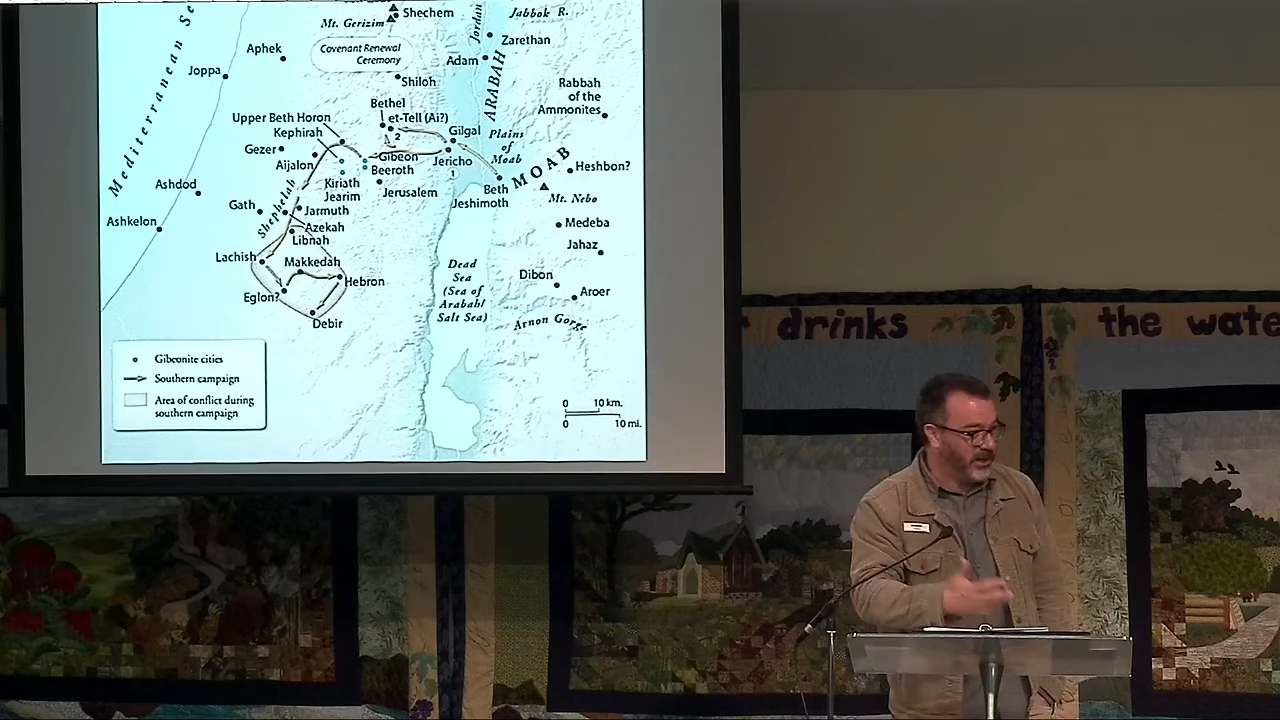 Mediterranean Se
Shechem
Mt. Gerizim
Covenant Renewal
Ceremony
Jordan
Jabbok R.
Zarethan
Adam
ARABAH
Aphek
Joppa
Shiloh
Rabbah
of the
Ammonites
Bethel
et-Tell (Ai?)
2
Upper Beth Horon
Kephirah
Gezer
Aijalon
Gibeon
Beeroth
Gilgal
Jericho
1
Plains
of
Moab
MOAB
Heshbon?
Kiriath
Jearim
Jerusalem
Beth
Jeshimoth
Mt. Nebo
Ashdod
Gath
Shephelah
Jarmuth
Azekah
Libnah
Medeba
Jahaz
Ashkelon
Lachish
Makkedah
Hebron
Eglon?
Debir
Dead
Sea
(Sea of
Arabah/
Salt Sea)
Dibon
Aroer
Arnon Gorge
Gibeonite cities
Southern campaign
Area of conflict during
southern campaign
0 10 km.
0 10 mi.
drinks
the wate